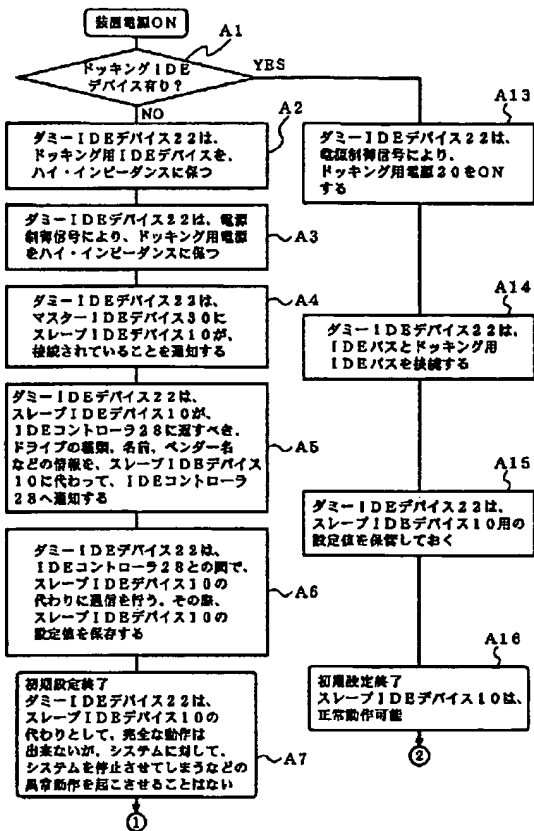 装置電源ON
A1
ドッキングIDE
デバイス有り?
YES
NO
A2
ダミーIDEデバイス22は、
ドッキング用IDEデバイスを、
ハイ・インピーダンスに保つ
ダミーIDEデバイス22は、電源
制御信号により、ドッキング用電源
をハイ・インピーダンスに保つ
A3
A4
ダミーIDEデバイス22は、
マスターIDEデバイス30に
スレーブIDEデバイス10が、
接続されていることを通知する
ダミーIDEデバイス22は、
スレーブIDEデバイス10が、
IDEコントローラ28に返すべき、
ドライブの種類、名前、ベンダー名
などの情報を、スレーブIDEデバイス
10に代わって、IDEコントローラ
28へ通知する
A5
ダミーIDEデバイス22は、
IDEコントローラ28との間で、
スレーブIDEデバイス10の
代わりに通信を行う。その際、
スレーブIDEデバイス10の
設定値を保存する
A6
初期設定終了
ダミーIDEデバイス22は、
スレーブIDEデバイス10の
代わりとして、完全な動作は
出来ないが、システムに対して、
システムを停止させてしまうなどの
異常動作を起こさせることはない
A7
①
A13
ダミーIDEデバイス22は、
電源制御信号により、
ドッキング用電源20をON
する
A14
ダミーIDEデバイス22は、
IDEバスとドッキング用
IDEバスを接続する
A15
ダミーIDEデバイス22は、
スレーブIDEデバイス10用の
設定値を保管しておく
A16
初期設定終了
スレーブIDEデバイス10は、
正常動作可能
②